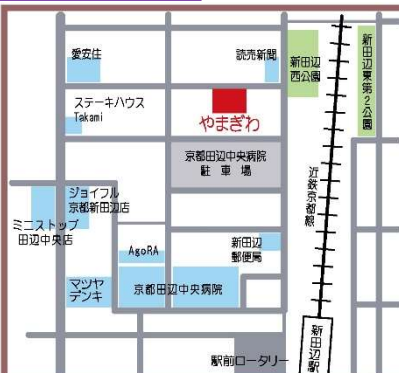 愛安住
読売新聞
新田辺
西公園
新田辺東第2公園
ステーキハウス
Takami
やまぎわ
京都田辺中央病院
駐車場
近鉄京都線
ジョイフル
京都新田辺店
ミニストップ
田辺中央店
AgoRA
新田辺
郵便局
マツヤ
デンキ
京都田辺中央病院
新田辺駅
駅前ロータリー